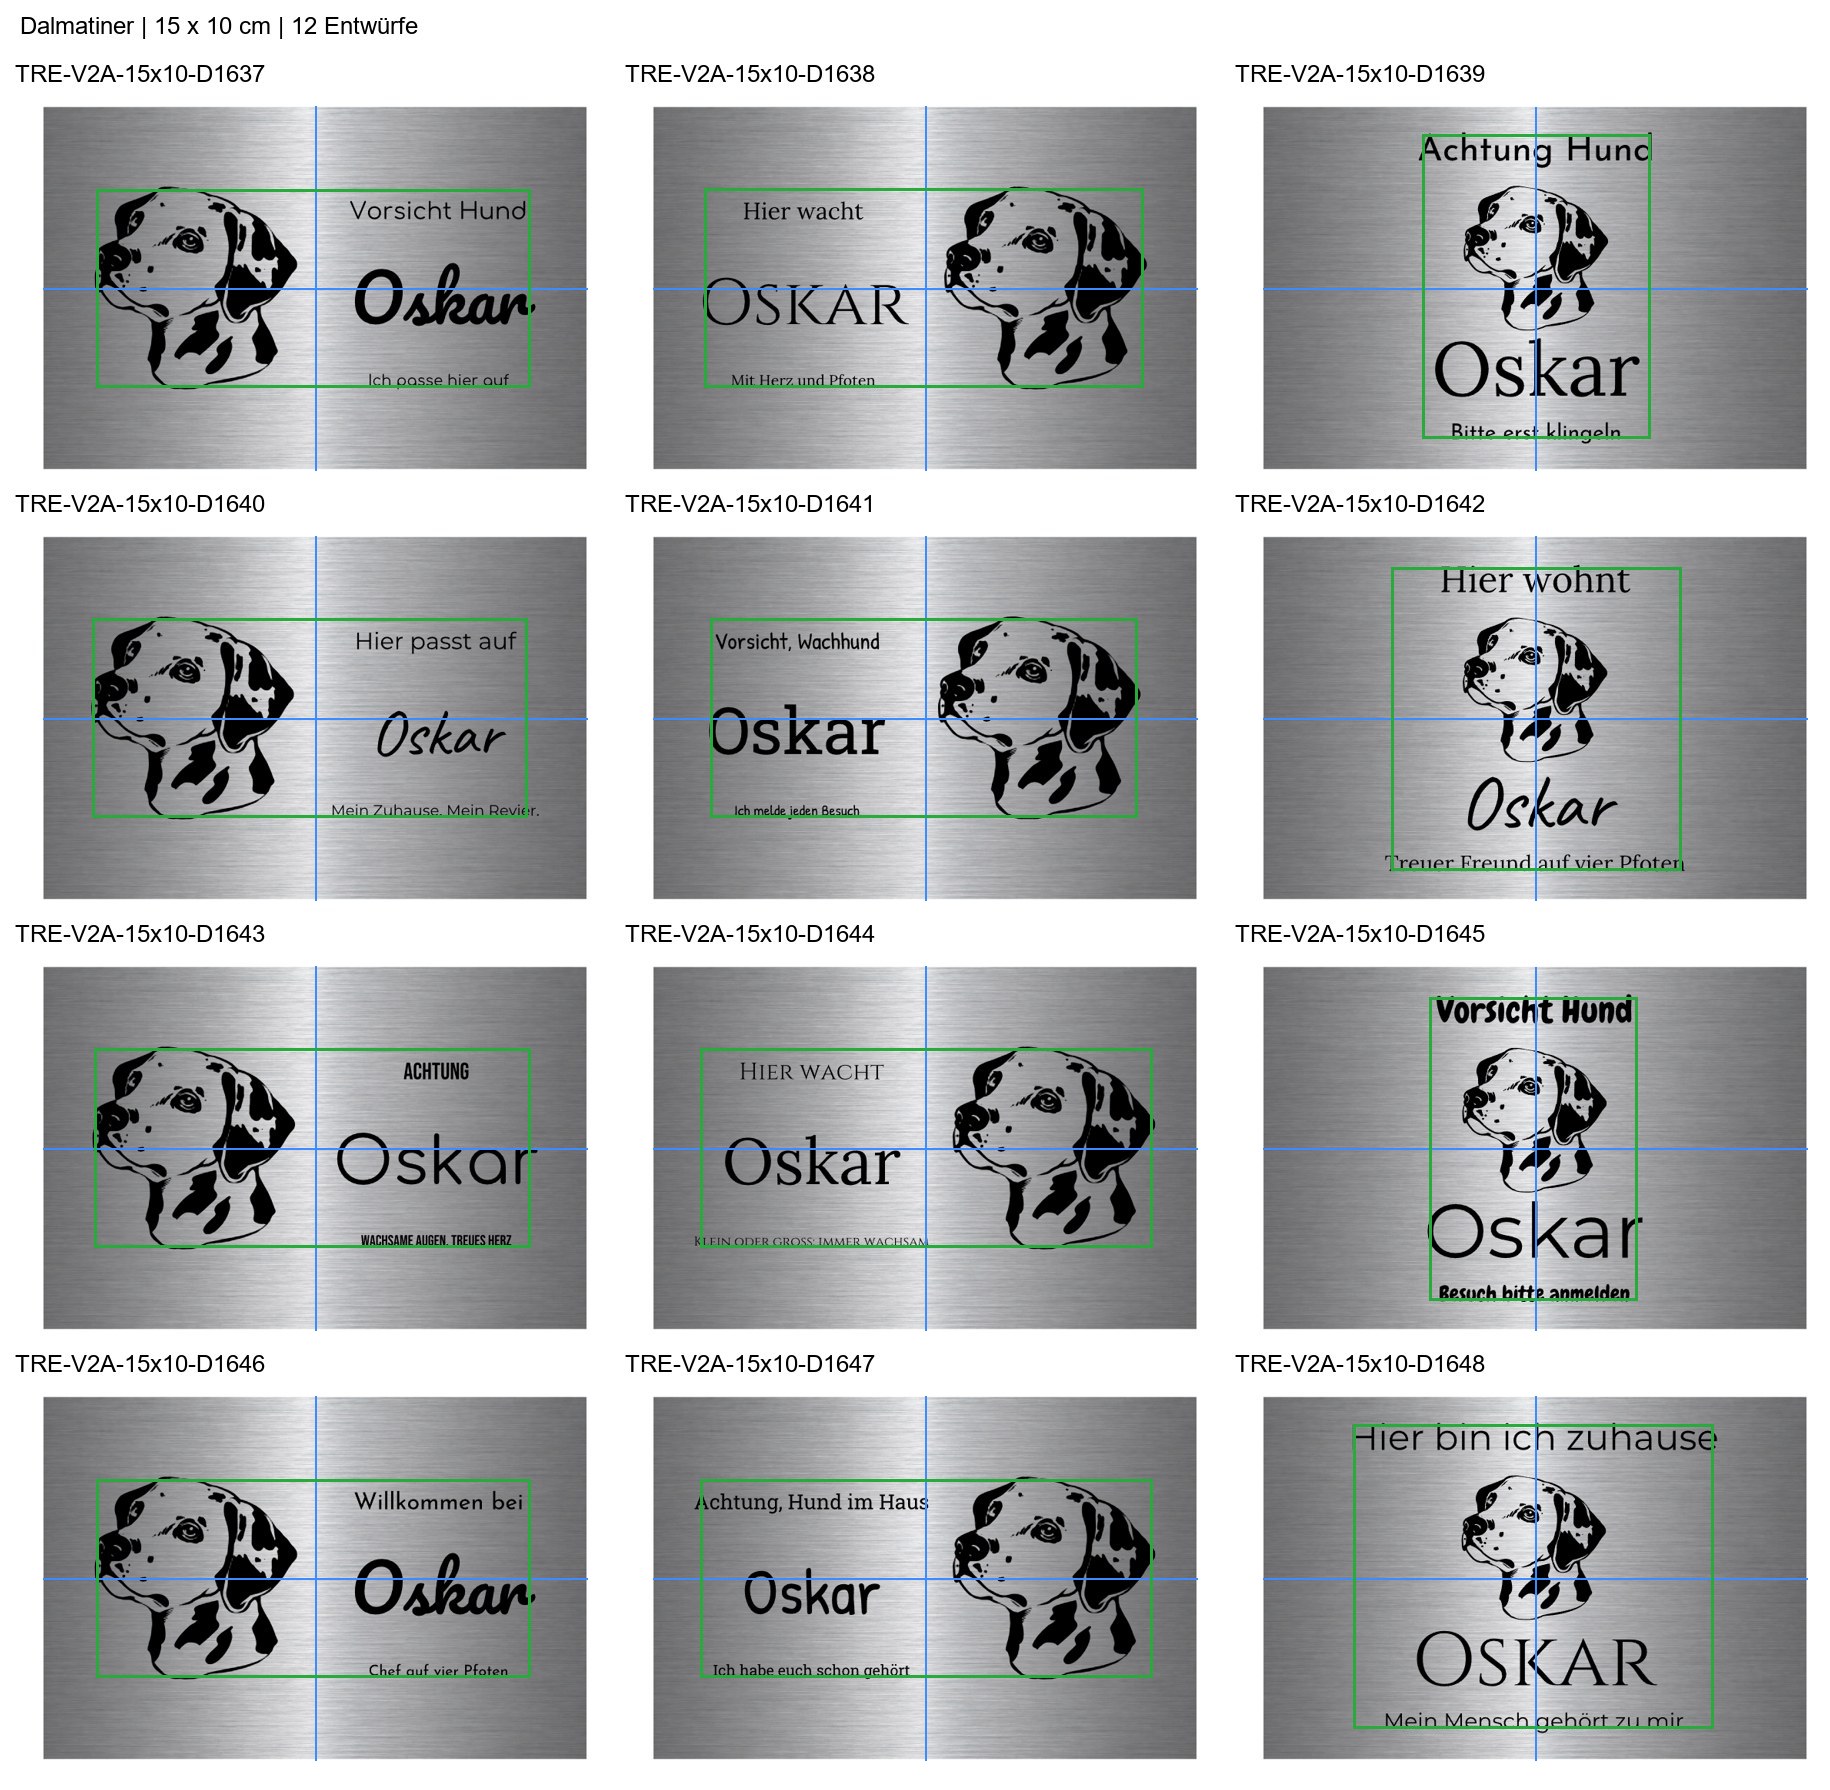 Dalmatiner | 15 x 10 cm | 12 Entwürfe
TRE-V2A-15x10-D1637
Vorsicht Hund
Oskar
Ich passe hier auf
TRE-V2A-15x10-D1638
Hier wacht
OSKAR
Mit Herz und Pfoten
TRE-V2A-15x10-D1639
Achtung Hund
Oskar
Bitte erst klingeln
TRE-V2A-15x10-D1640
Hier passt auf
Oskar
Mein Zuhause. Mein Revier.
TRE-V2A-15x10-D1641
Vorsicht, Wachhund
Oskar
Ich melde jeden Besuch
TRE-V2A-15x10-D1642
Hier wohnt
Oskar
Treuer Freund auf vier Pfoten
TRE-V2A-15x10-D1643
ACHTUNG
Oskar
WACHSAME AUGEN, TREUES HERZ
TRE-V2A-15x10-D1644
HIER WACHT
Oskar
KLEIN ODER GROSS: IMMER WACHSAM
TRE-V2A-15x10-D1645
Vorsicht Hund
Oskar
Besuch bitte anmelden
TRE-V2A-15x10-D1646
Willkommen bei
Oskar
Chef auf vier Pfoten
TRE-V2A-15x10-D1647
Achtung, Hund im Haus
Oskar
Ich habe euch schon gehört
TRE-V2A-15x10-D1648
Hier bin ich zuhause
OSKAR
Mein Mensch gehört zu mir